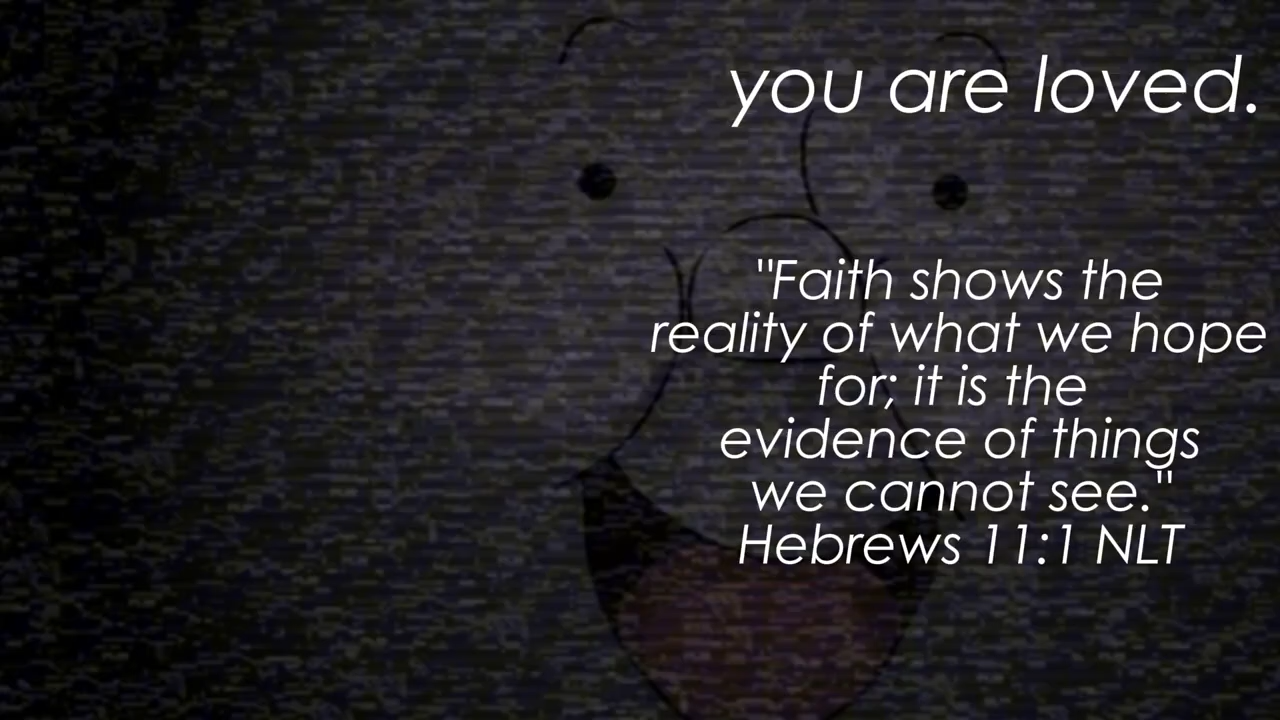 you are loved.
"Faith shows the
reality of what we hope
for; it is the
evidence of things
we cannot see."
Hebrews 11:1 NLT